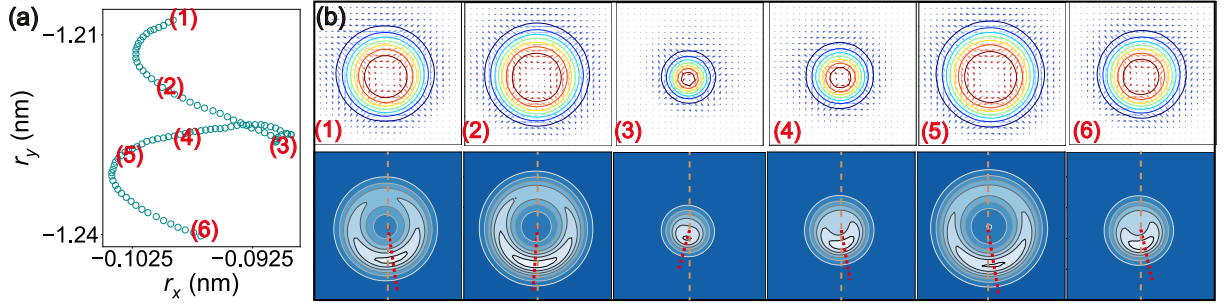 (a)
(1)
−1.21
(2)
(4)
(3)
(5)
(6)
−1.24
−0.1025
−0.0925
r_x (nm)
r_y (nm)
(b)
(1) (2) (3) (4) (5) (6)